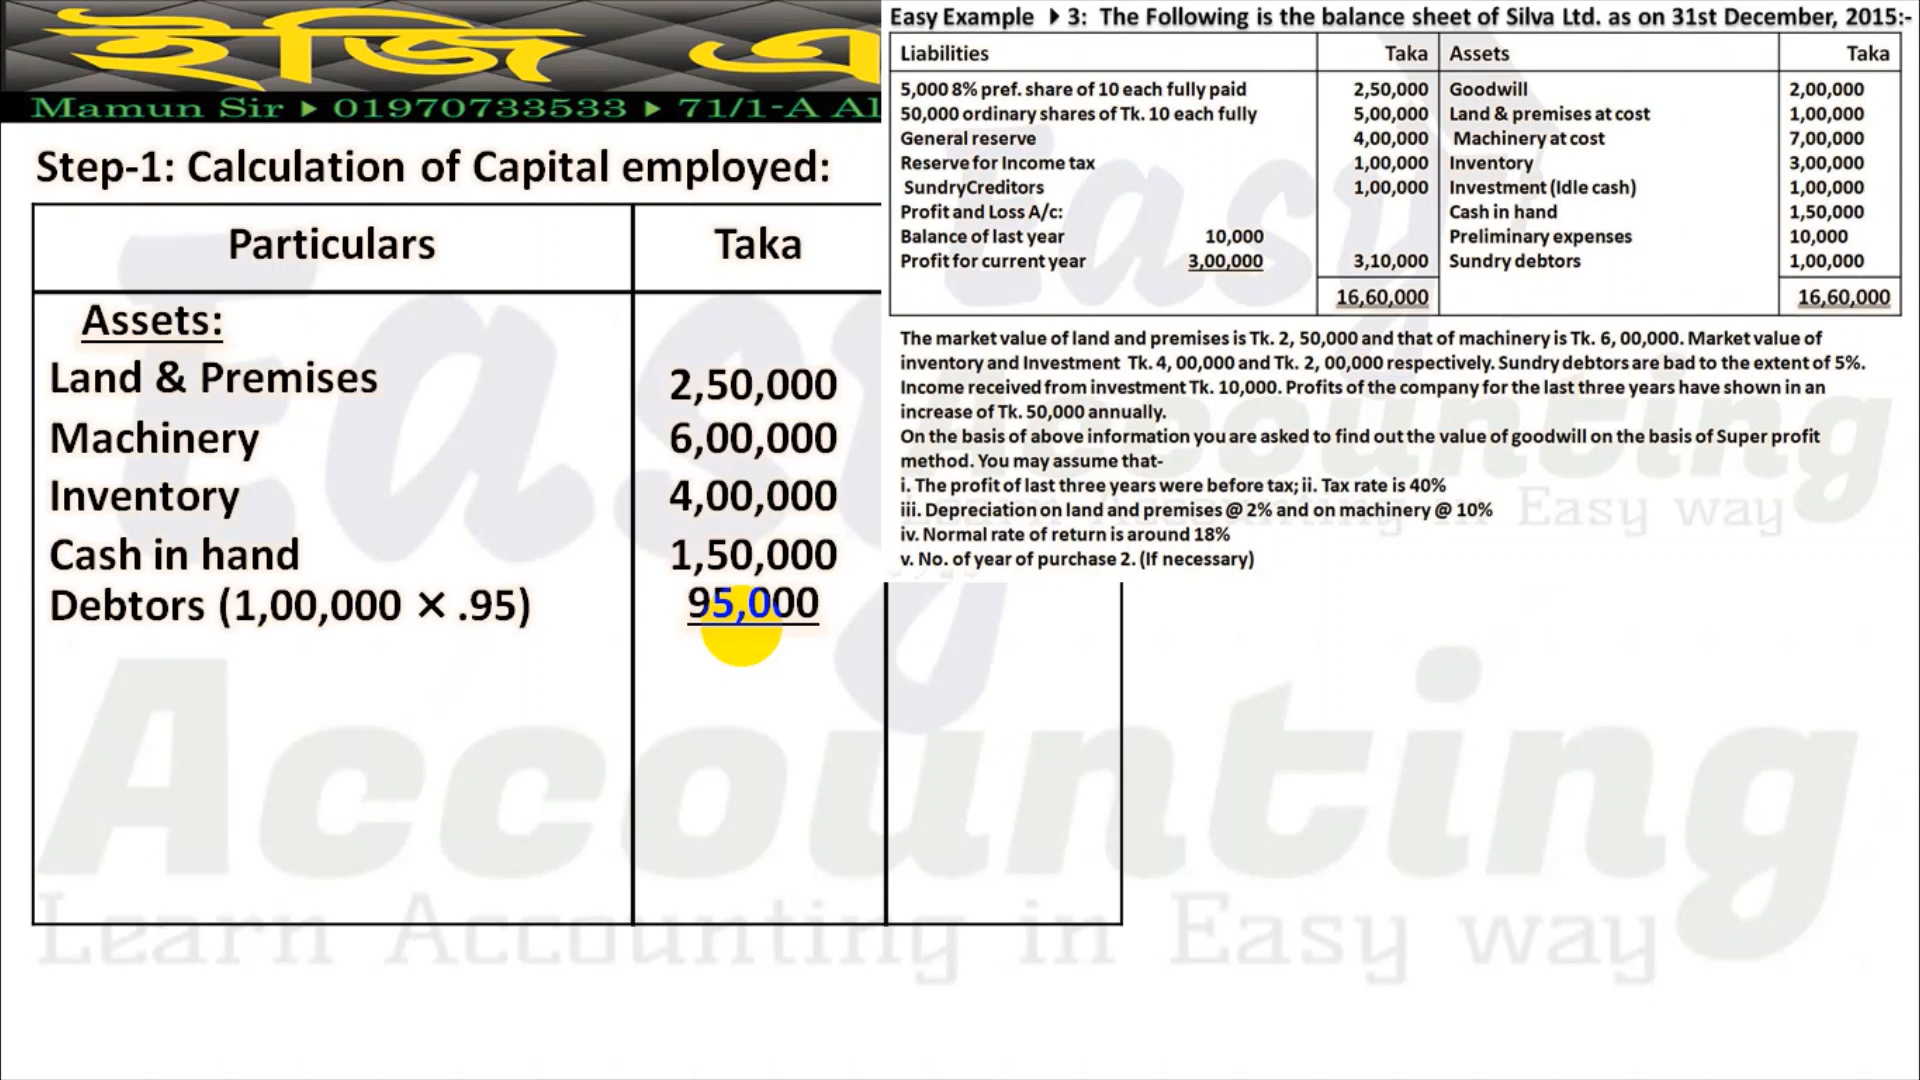 ইজি এ
Mamun Sir ▶ 01970733533 ▶ 71/1-A Al
Step-1: Calculation of Capital employed:
Particulars Taka
Assets:
Land & Premises 2,50,000
Machinery 6,00,000
Inventory 4,00,000
Cash in hand 1,50,000
Debtors (1,00,000 × .95) 95,000
Easy Example ▶ 3: The Following is the balance sheet of Silva Ltd. as on 31st December, 2015:-
Liabilities Taka Assets Taka
5,000 8% pref. share of 10 each fully paid 2,50,000 Goodwill 2,00,000
50,000 ordinary shares of Tk. 10 each fully 5,00,000 Land & premises at cost 1,00,000
General reserve 4,00,000 Machinery at cost 7,00,000
Reserve for Income tax 1,00,000 Inventory 3,00,000
SundryCreditors 1,00,000 Investment (Idle cash) 1,00,000
Profit and Loss A/c: Cash in hand 1,50,000
Balance of last year 10,000 Preliminary expenses 10,000
Profit for current year 3,00,000 3,10,000 Sundry debtors 1,00,000
16,60,000 16,60,000
The market value of land and premises is Tk. 2, 50,000 and that of machinery is Tk. 6, 00,000. Market value of
inventory and Investment Tk. 4, 00,000 and Tk. 2, 00,000 respectively. Sundry debtors are bad to the extent of 5%.
Income received from investment Tk. 10,000. Profits of the company for the last three years have shown in an
increase of Tk. 50,000 annually.
On the basis of above information you are asked to find out the value of goodwill on the basis of Super profit
method. You may assume that-
i. The profit of last three years were before tax; ii. Tax rate is 40%
iii. Depreciation on land and premises @ 2% and on machinery @ 10%
iv. Normal rate of return is around 18%
v. No. of year of purchase 2. (If necessary)
Easy
Accounting
Learn Accounting in Easy way
Easy
Accounting
Learn Accounting in Easy way